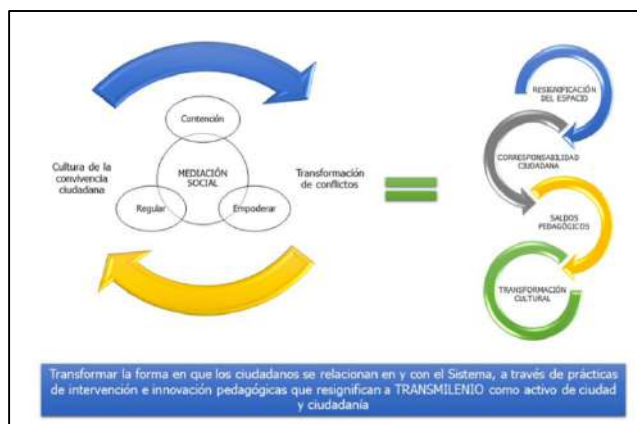 Contención
MEDIACIÓN
SOCIAL
Regular
Empoderar
Cultura de la
convivencia
ciudadana
Transformación
de conflictos
RESIGNIFICACIÓN
DEL ESPACIO
CORRESPONSABILIDAD
CIUDADANA
SALDOS
PEDAGÓGICOS
TRANSFORMACIÓN
CULTURAL
Transformar la forma en que los ciudadanos se relacionan en y con el Sistema, a través de prácticas
de intervención e innovación pedagógicas que resignifican a TRANSMILENIO como activo de ciudad
y ciudadanía